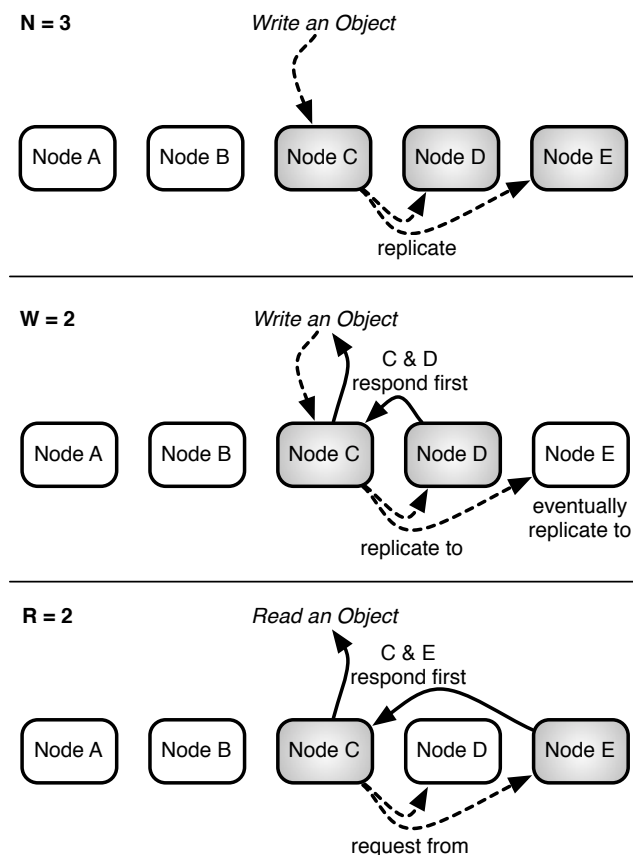 N = 3
Write an Object
Node A
Node B
Node C
Node D
Node E
replicate
W = 2
Write an Object
C & D
respond first
Node A
Node B
Node C
Node D
Node E
replicate to
eventually
replicate to
R = 2
Read an Object
C & E
respond first
Node A
Node B
Node C
Node D
Node E
request from